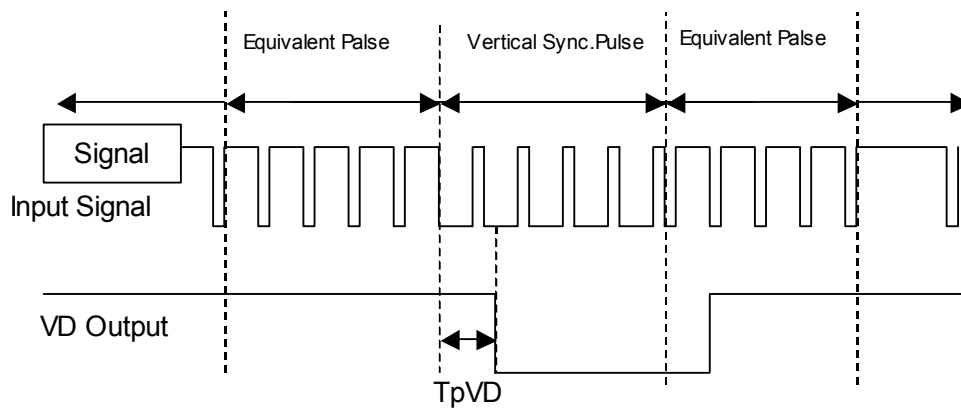 Equivalent Palse
Vertical Sync.Pulse
Equivalent Palse
Signal
Input Signal
VD Output
TpVD